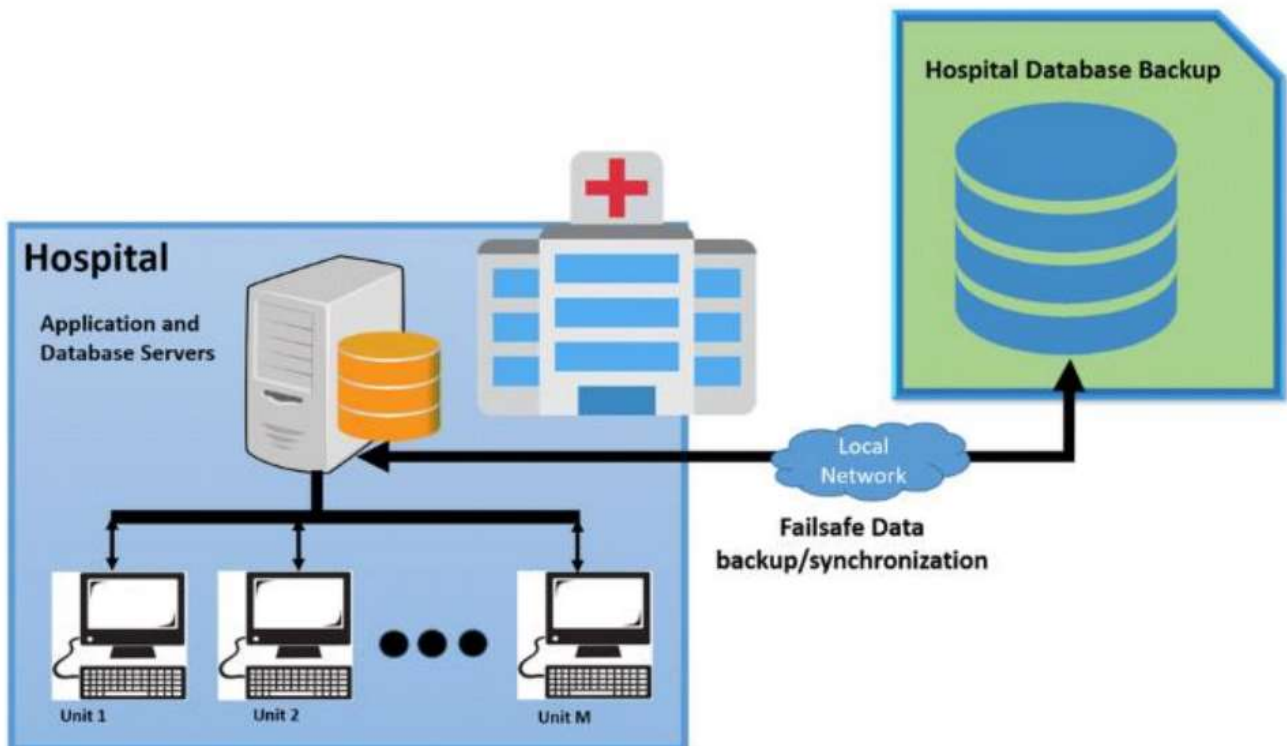 Hospital Database Backup
Hospital
Application and
Database Servers
Local
Network
Failsafe Data
backup/synchronization
Unit 1
Unit 2
Unit M